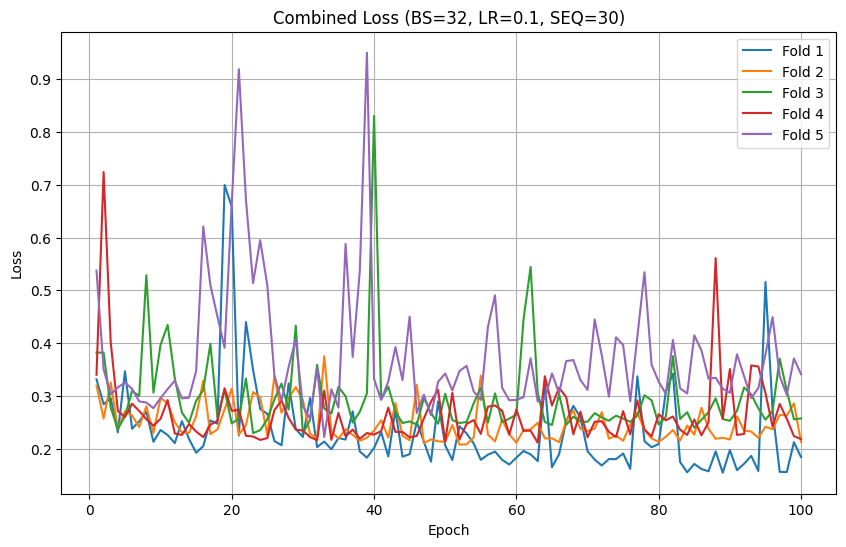 Combined Loss (BS=32, LR=0.1, SEQ=30)
Fold 1
Fold 2
Fold 3
Fold 4
Fold 5
Loss
0.9
0.8
0.7
0.6
0.5
0.4
0.3
0.2
0
20
40
60
80
100
Epoch